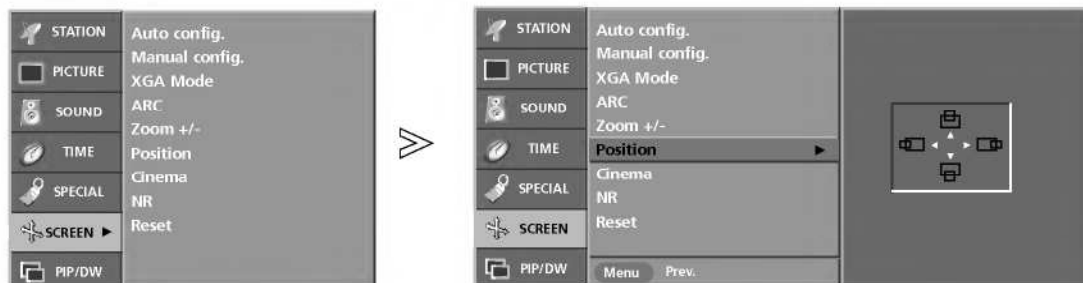 STATION
PICTURE
SOUND
TIME
SPECIAL
SCREEN
PIP/DW
Auto config.
Manual config.
XGA Mode
ARC
Zoom +/-
Position
Cinema
NR
Reset
STATION
PICTURE
SOUND
TIME
SPECIAL
SCREEN
PIP/DW
Auto config.
Manual config.
XGA Mode
ARC
Zoom +/-
Position
Cinema
NR
Reset
Menu Prev.